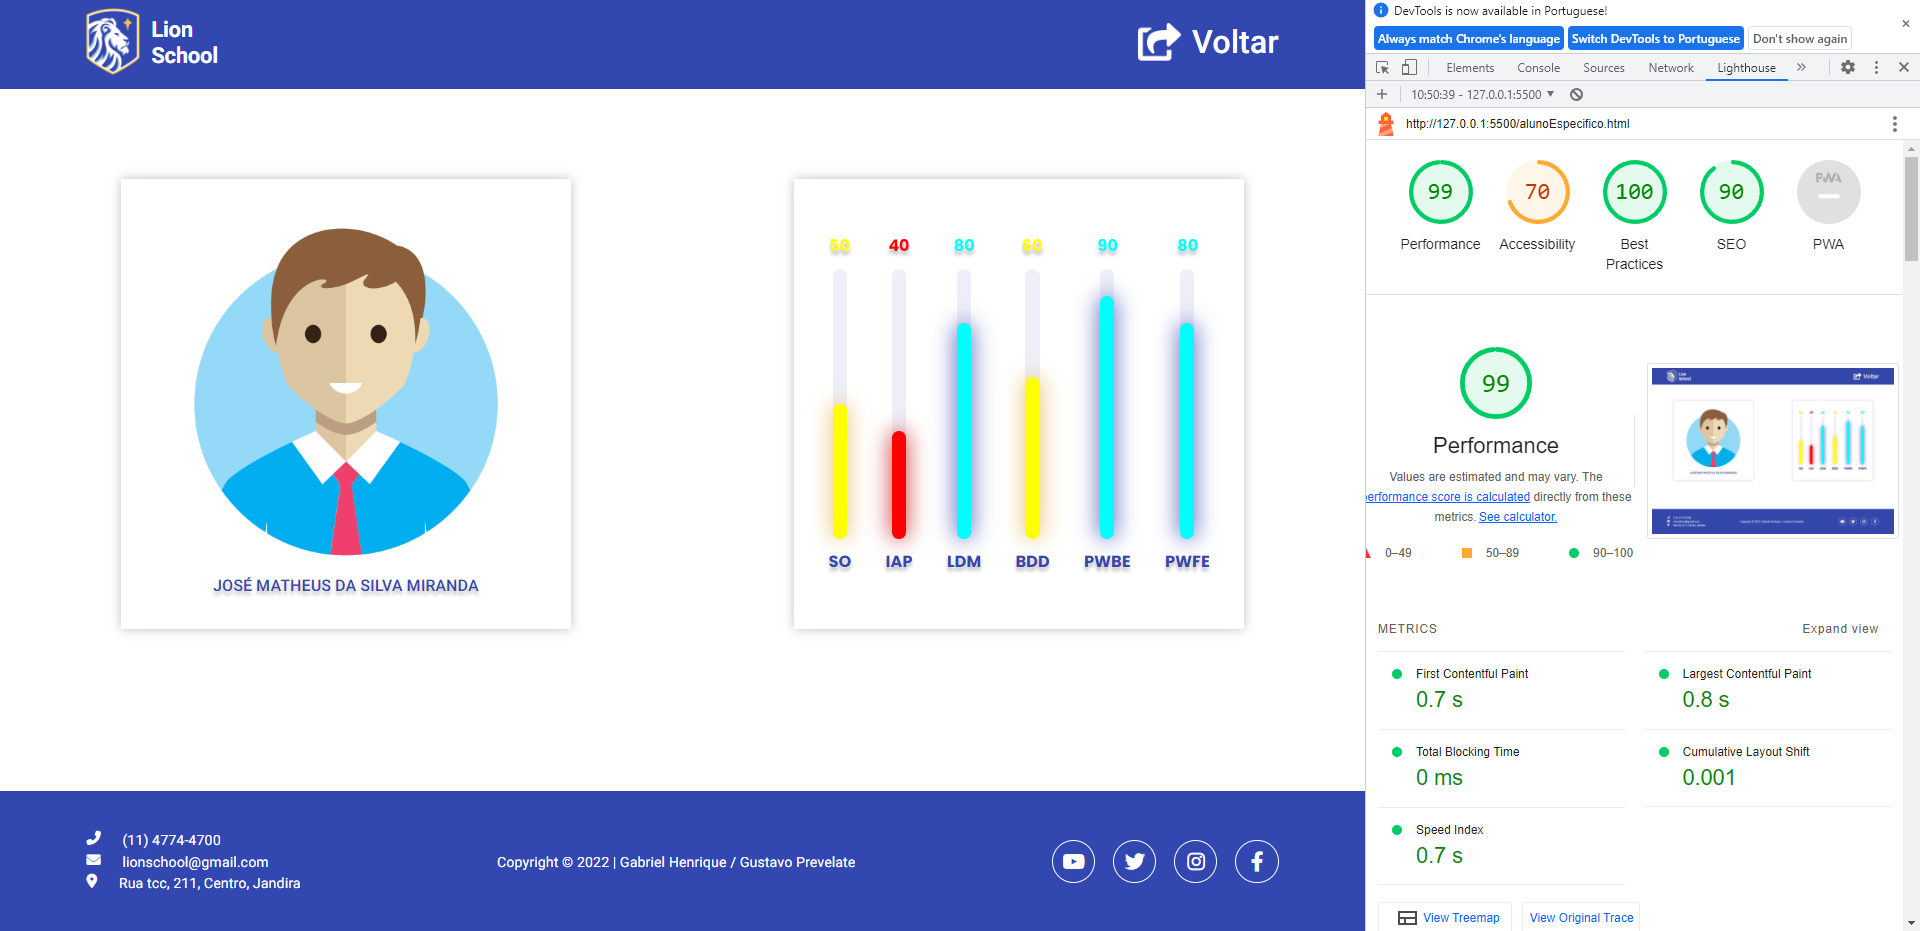 Lion
School
Voltar
50 40 80 60 90 80
SO IAP LDM BDD PWBE PWFE
JOSÉ MATHEUS DA SILVA MIRANDA
(11) 4774-4700
lionschool@gmail.com
Rua tcc, 211, Centro, Jandira
Copyright © 2022 | Gabriel Henrique / Gustavo Prevelate
DevTools is now available in Portuguese!
Always match Chrome's language Switch DevTools to Portuguese Don't show again
Elements Console Sources Network Lighthouse
10:50:39 - 127.0.0.1:5500
http://127.0.0.1:5500/alunoEspecifico.html
99 70 100 90 PWA
Performance Accessibility Best Practices SEO PWA
99
Performance
Values are estimated and may vary. The
performance score is calculated directly from these
metrics. See calculator.
0–49 50–89 90–100
Voltar
METRICS Expand view
First Contentful Paint
0.7 s
Largest Contentful Paint
0.8 s
Total Blocking Time
0 ms
Cumulative Layout Shift
0.001
Speed Index
0.7 s
View Treemap View Original Trace